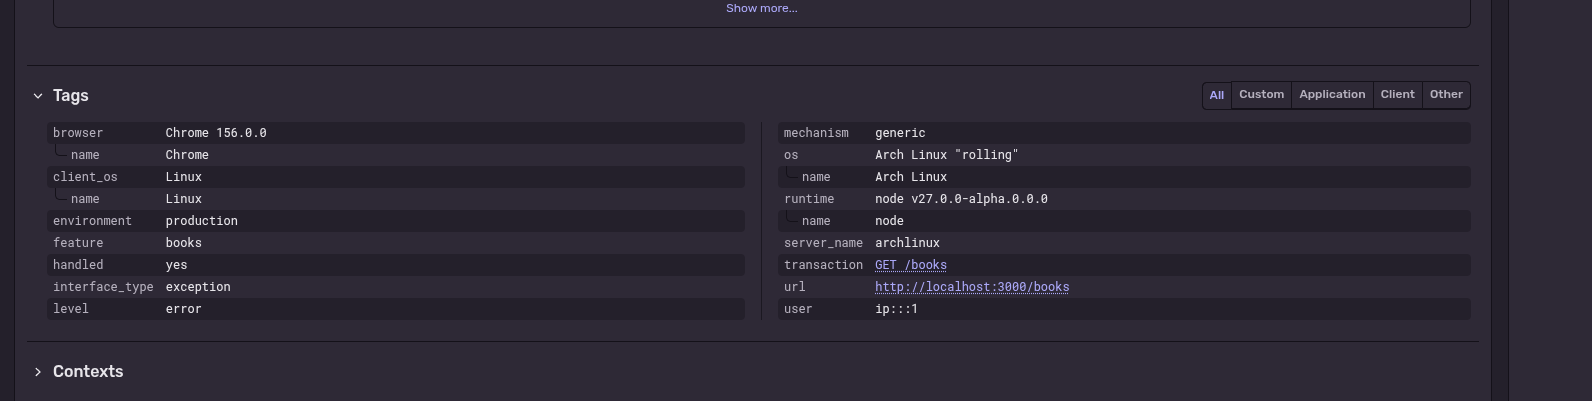 Show more...
Tags
All Custom Application Client Other
browser Chrome 156.0.0
name Chrome
client_os Linux
name Linux
environment production
feature books
handled yes
interface_type exception
level error
mechanism generic
os Arch Linux "rolling"
name Arch Linux
runtime node v27.0.0-alpha.0.0.0
name node
server_name archlinux
transaction GET /books
url http://localhost:3000/books
user ip:::1
Contexts